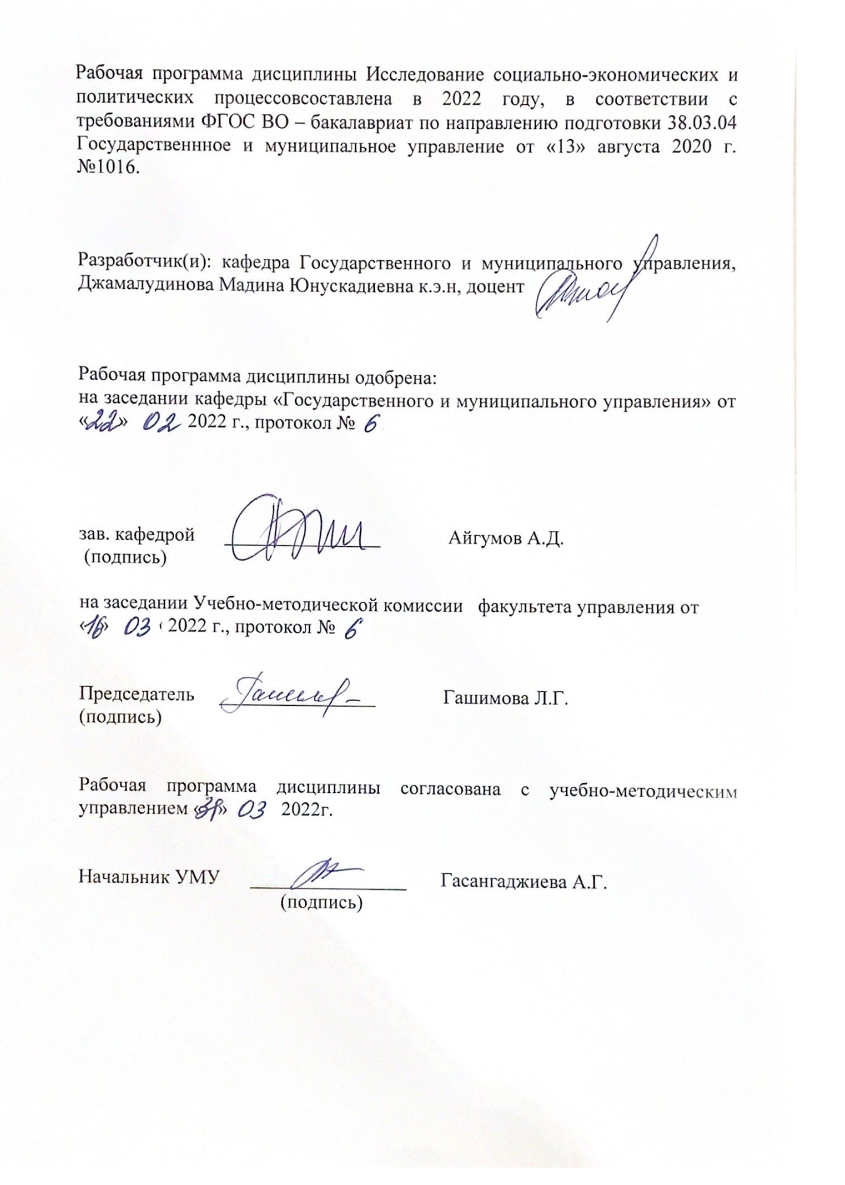 Рабочая программа дисциплины Исследование социально-экономических и
политических процессовсоставлена в 2022 году, в соответствии с
требованиями ФГОС ВО – бакалавриат по направлению подготовки 38.03.04
Государственнное и муниципальное управление от «13» августа 2020 г.
№1016.
Разработчик(и): кафедра Государственного и муниципального управления,
Джамалудинова Мадина Юнускадиевна к.э.н, доцент
Рабочая программа дисциплины одобрена:
на заседании кафедры «Государственного и муниципального управления» от
«22» 02 2022 г., протокол № 6
зав. кафедрой Айгумов А.Д.
(подпись)
на заседании Учебно-методической комиссии факультета управления от
«16» 03 2022 г., протокол № 6
Председатель Гашимова Л.Г.
(подпись)
Рабочая программа дисциплины согласована с учебно-методическим
управлением «31» 03 2022г.
Начальник УМУ Гасангаджиева А.Г.
(подпись)